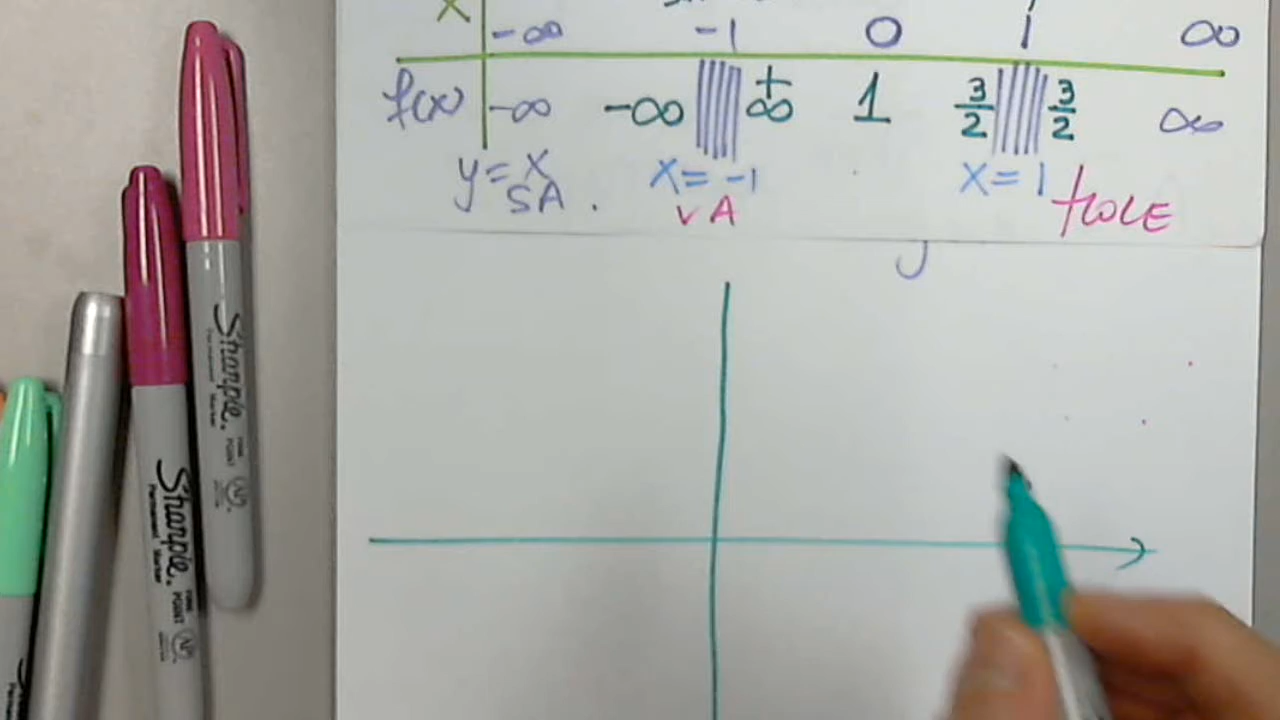 x -∞ -1 0 1 ∞
f(x) -∞ -∞ +∞ 1 3/2 3/2 ∞
y = x x = -1 x = 1 HOLE
SA. VA
Sharpie.
Sharpie.